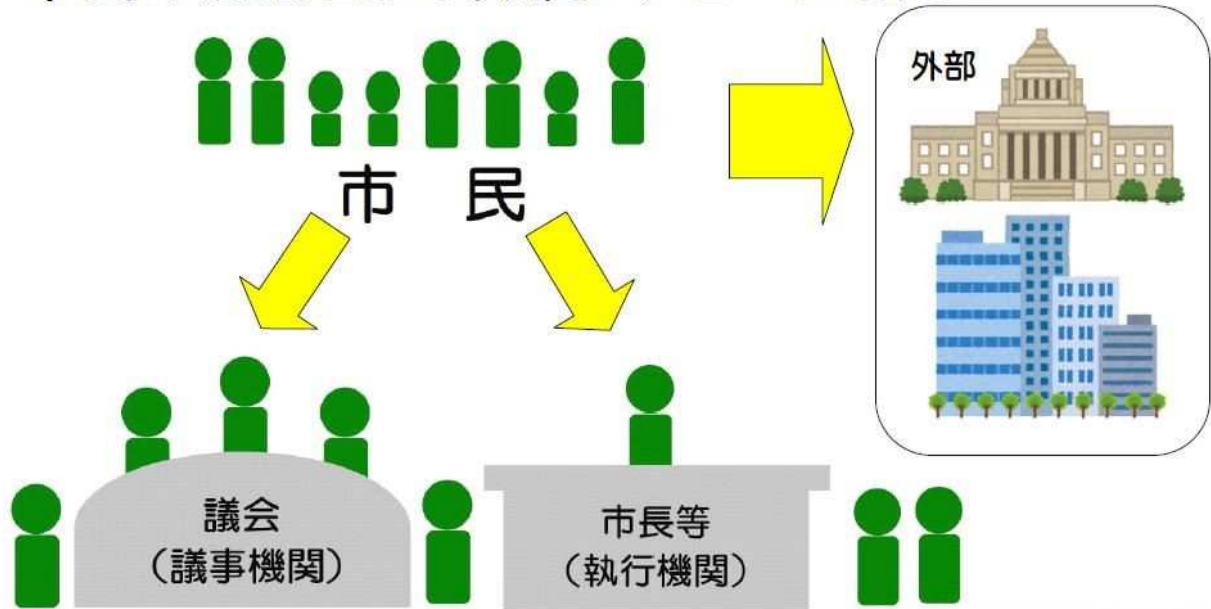 外部
市 民
議会
（議事機関）
市長等
（執行機関）